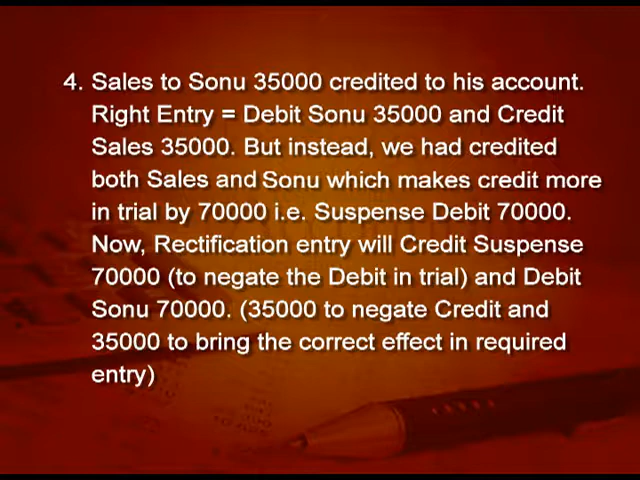 4. Sales to Sonu 35000 credited to his account.
Right Entry = Debit Sonu 35000 and Credit
Sales 35000. But instead, we had credited
both Sales and Sonu which makes credit more
in trial by 70000 i.e. Suspense Debit 70000.
Now, Rectification entry will Credit Suspense
70000 (to negate the Debit in trial) and Debit
Sonu 70000. (35000 to negate Credit and
35000 to bring the correct effect in required
entry)